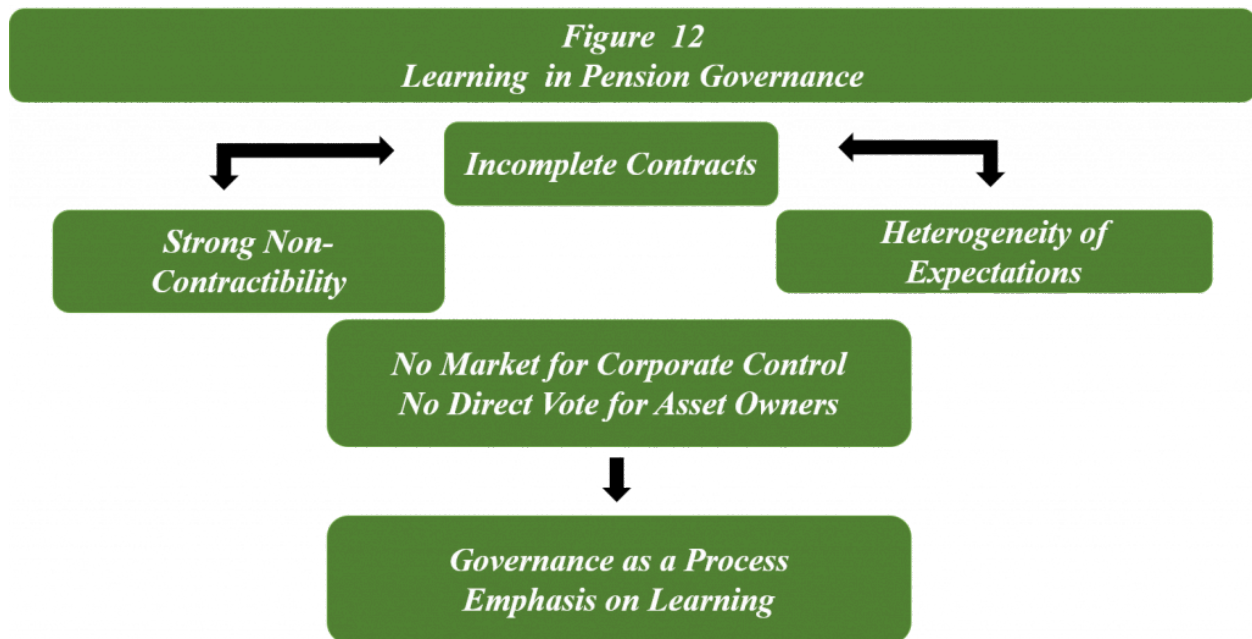 Figure 12
Learning in Pension Governance
Incomplete Contracts
Strong Non-
Contractibility
Heterogeneity of
Expectations
No Market for Corporate Control
No Direct Vote for Asset Owners
Governance as a Process
Emphasis on Learning